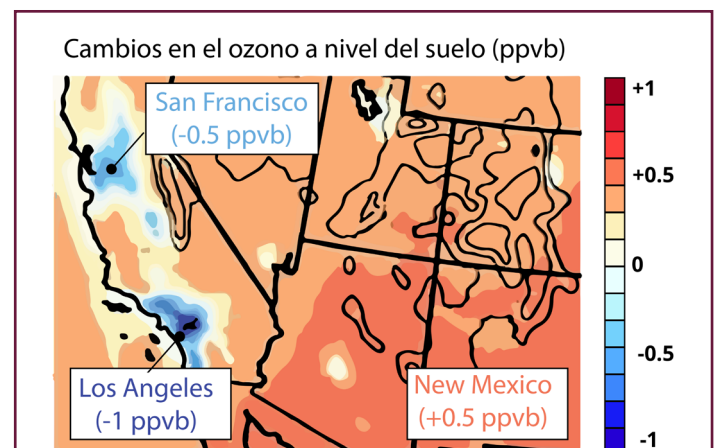 Cambios en el ozono a nivel del suelo (ppvb)
San Francisco
(-0.5 ppvb)
Los Angeles
(-1 ppvb)
New Mexico
(+0.5 ppvb)
+1
+0.5
0
-0.5
-1